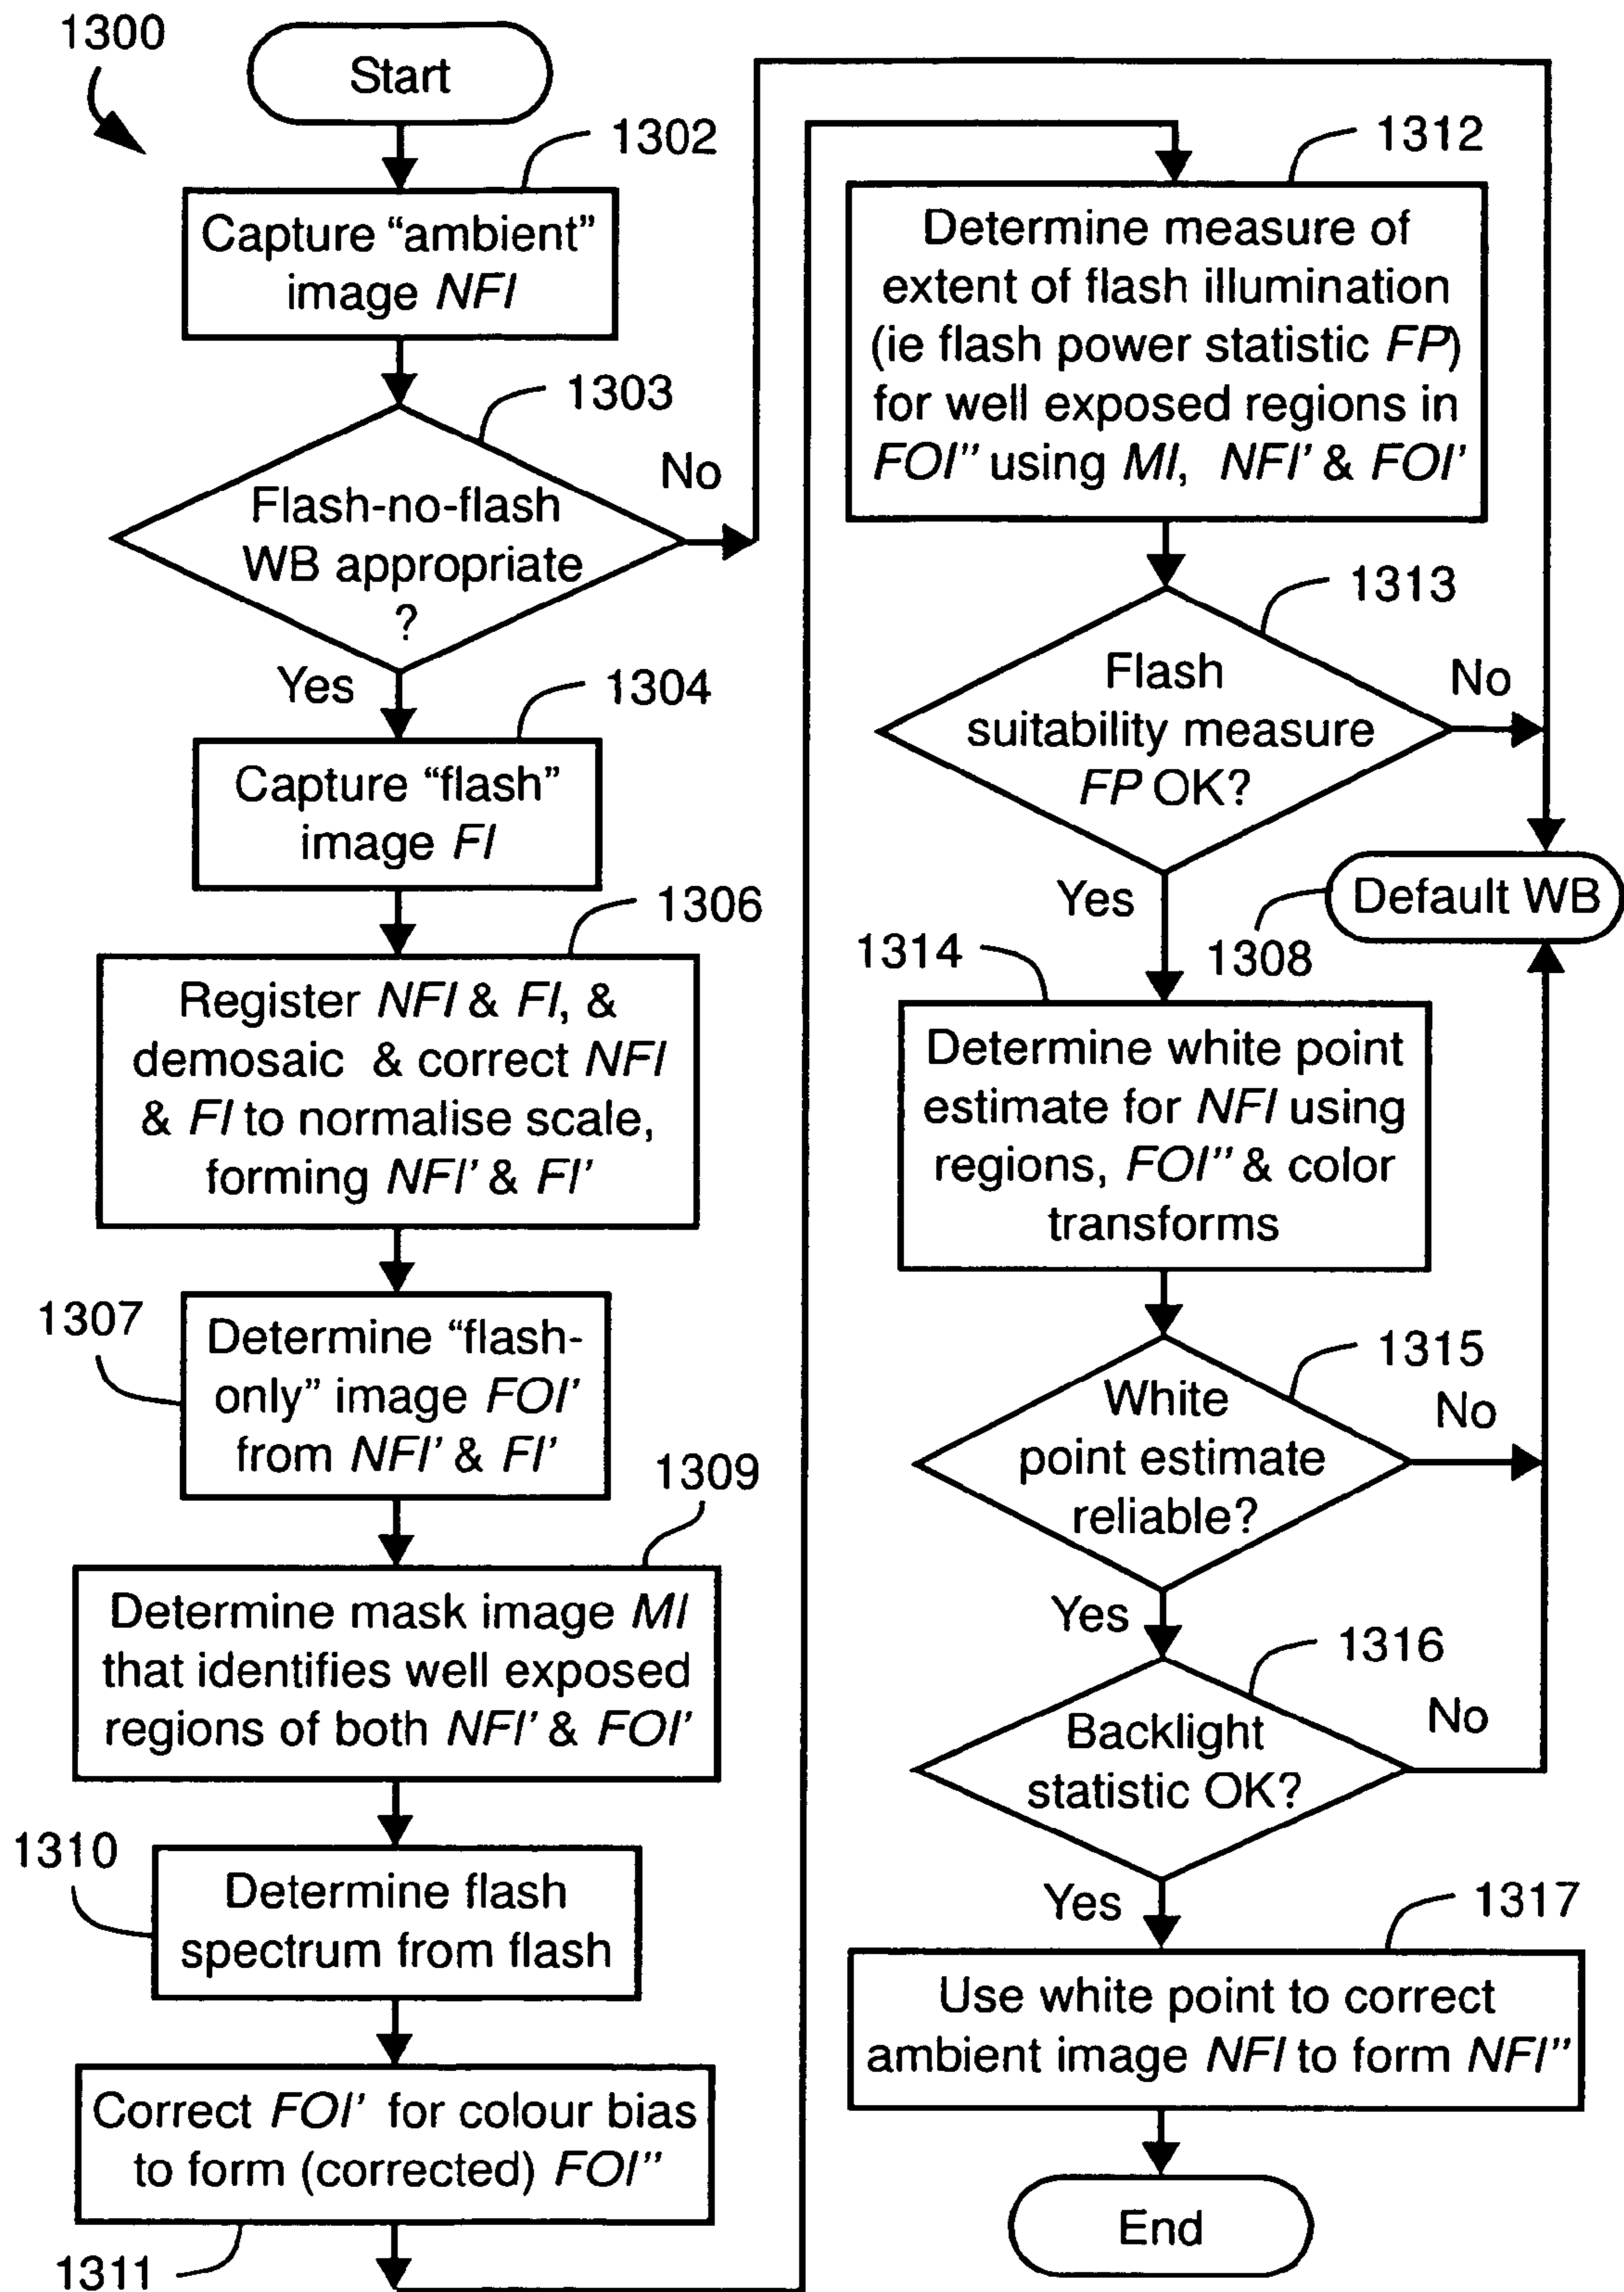 1300
Start
1302
Capture “ambient”
image NFI
1303
Flash-no-flash
WB appropriate
?
No
Yes
1304
Capture “flash”
image FI
1306
Register NFI & FI, &
demosaic & correct NFI
& FI to normalise scale,
forming NFI’ & FI’
1307
Determine “flash-
only” image FOI’
from NFI’ & FI’
1309
Determine mask image MI
that identifies well exposed
regions of both NFI’ & FOI’
1310
Determine flash
spectrum from flash
Correct FOI’ for colour bias
to form (corrected) FOI”
1311
1312
Determine measure of
extent of flash illumination
(ie flash power statistic FP)
for well exposed regions in
FOI” using MI, NFI’ & FOI’
1313
Flash
suitability measure
FP OK?
No
Yes
Default WB
1308
1314
Determine white point
estimate for NFI using
regions, FOI” & color
transforms
1315
White
point estimate
reliable?
No
Yes
1316
Backlight
statistic OK?
No
Yes
1317
Use white point to correct
ambient image NFI to form NFI”
End